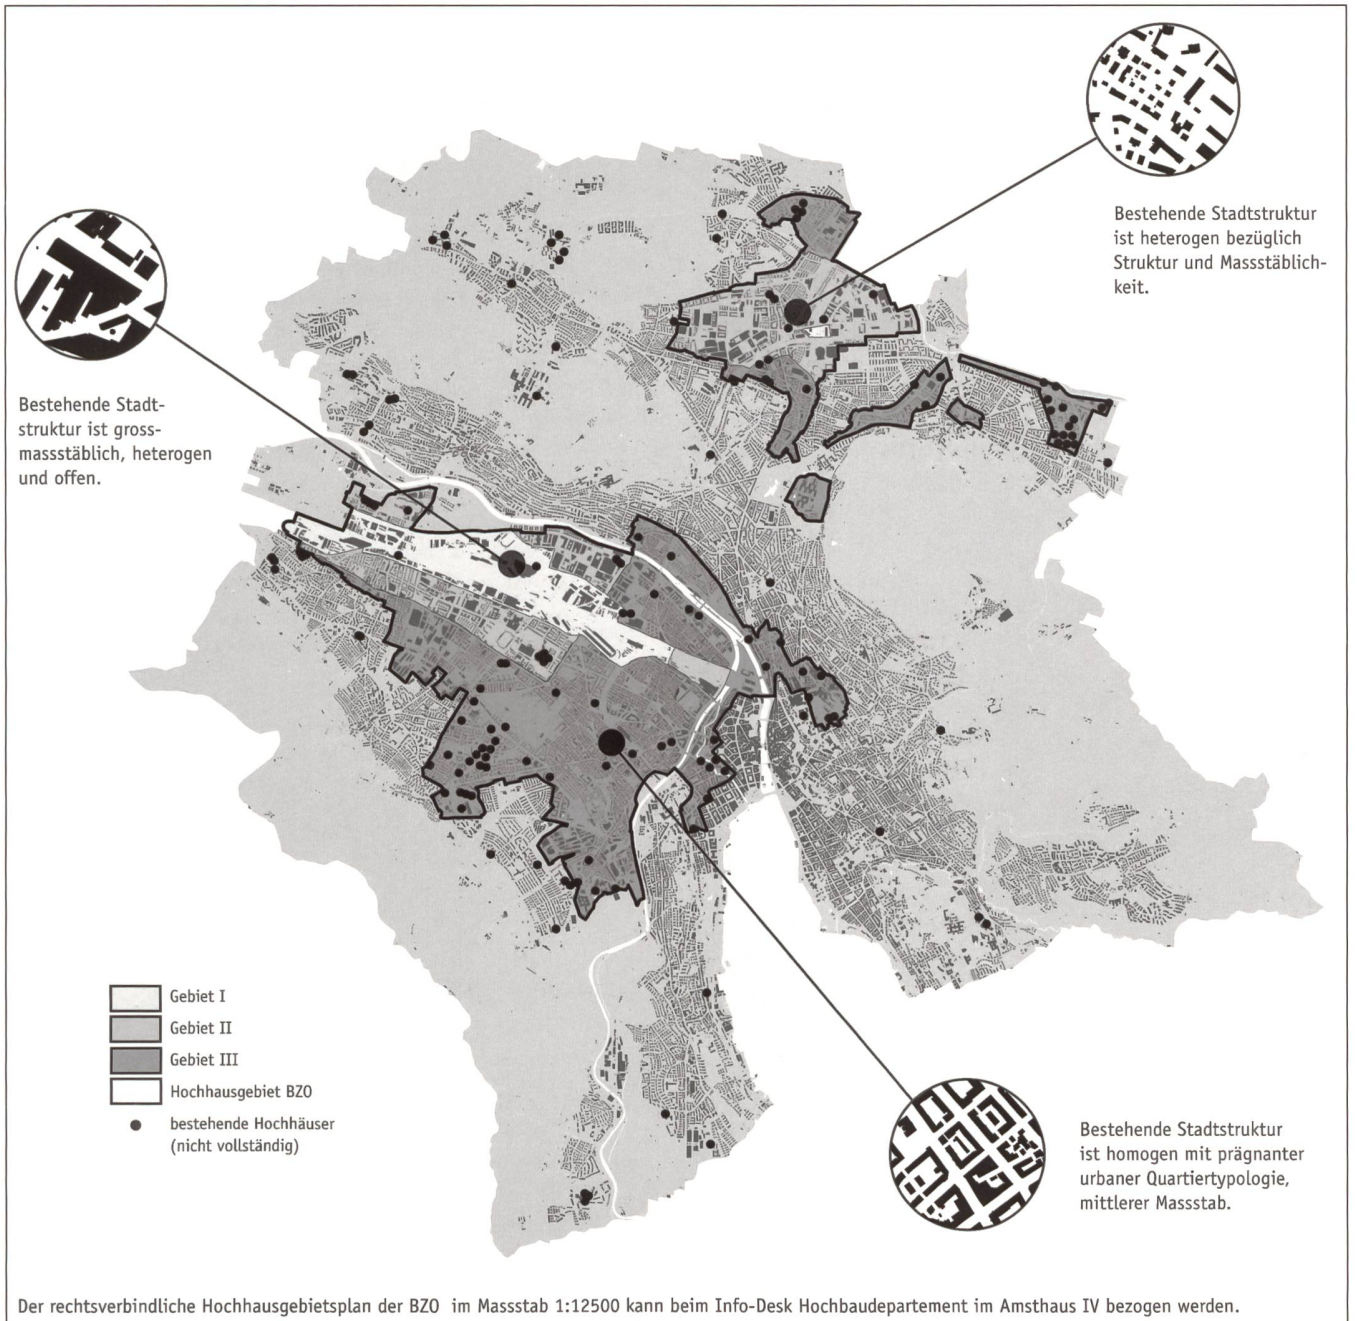 Bestehende Stadtstruktur
ist heterogen bezüglich
Struktur und Massstäblich-
keit.
Bestehende Stadt-
struktur ist gross-
massstäblich, heterogen
und offen.
Gebiet I
Gebiet II
Gebiet III
Hochhausgebiet BZO
bestehende Hochhäuser
(nicht vollständig)
Bestehende Stadtstruktur
ist homogen mit prägnanter
urbaner Quartiertypologie,
mittlerer Massstab.
Der rechtsverbindliche Hochhausgebietsplan der BZO im Massstab 1:12500 kann beim Info-Desk Hochbaudepartement im Amsthaus IV bezogen werden.